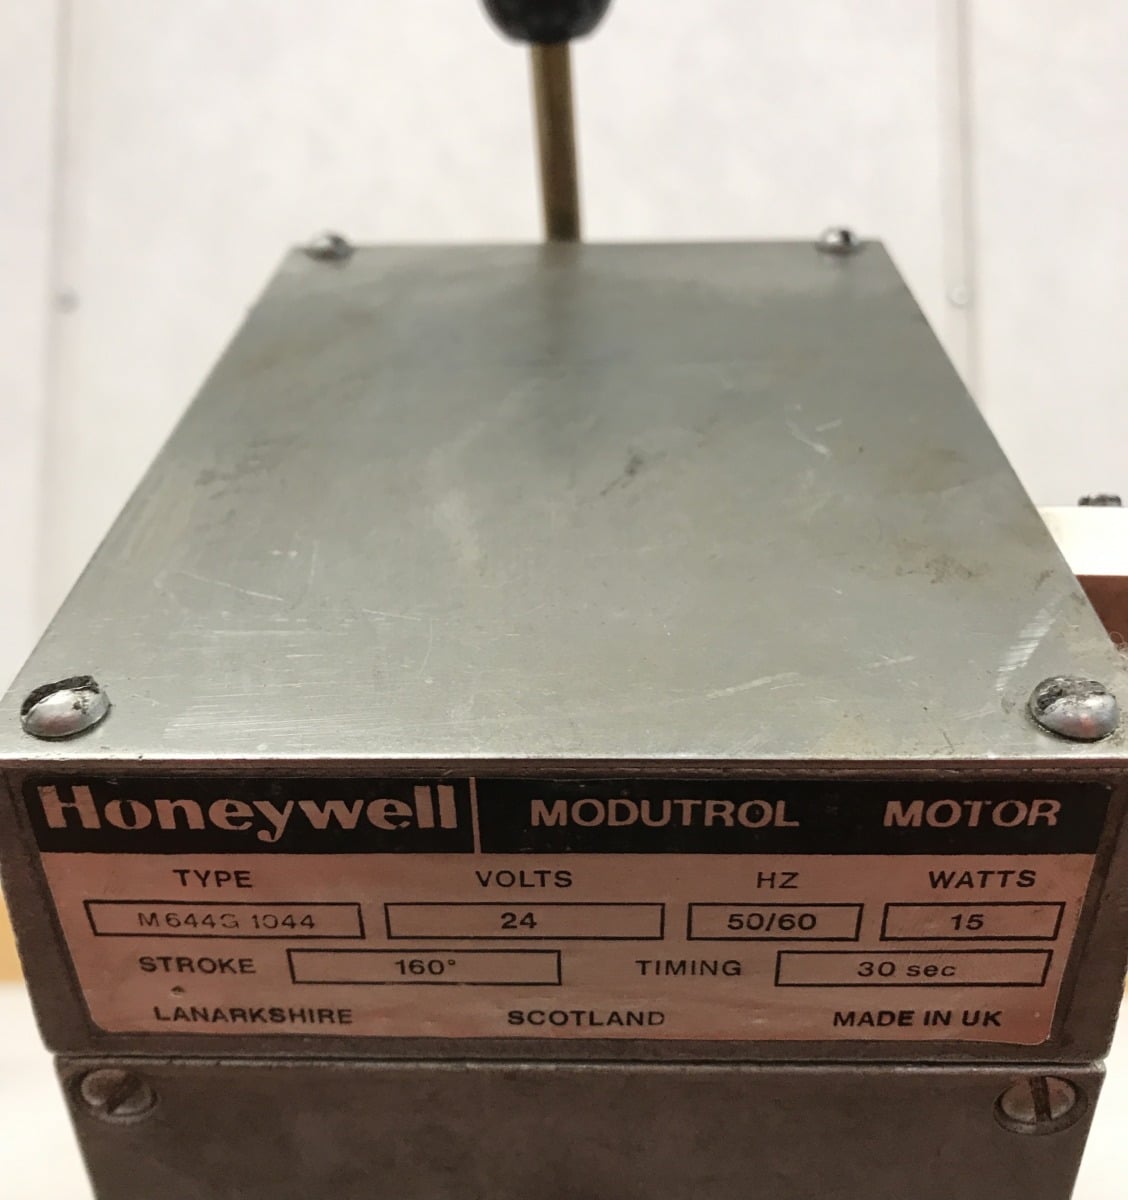 Honeywell MODUTROL MOTOR
TYPE VOLTS HZ WATTS
M644G 1044 24 50/60 15
STROKE 160° TIMING 30 sec
LANARKSHIRE SCOTLAND MADE IN UK